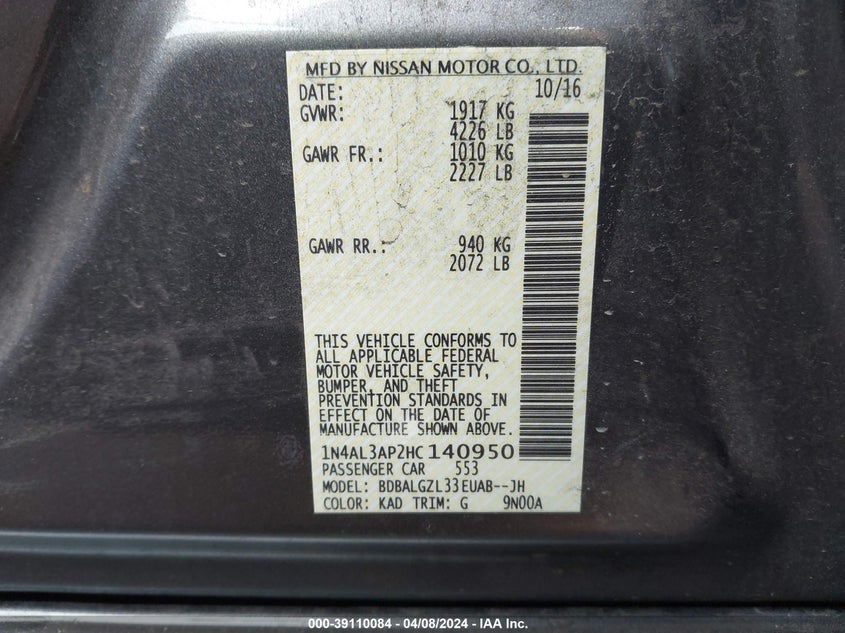 MFD BY NISSAN MOTOR CO., LTD.
DATE: 10/16
GVWR: 1917 KG
4226 LB
GAWR FR.: 1010 KG
2227 LB
GAWR RR.: 940 KG
2072 LB
THIS VEHICLE CONFORMS TO
ALL APPLICABLE FEDERAL
MOTOR VEHICLE SAFETY,
BUMPER, AND THEFT
PREVENTION STANDARDS IN
EFFECT ON THE DATE OF
MANUFACTURE SHOWN ABOVE.
1N4AL3AP2HC140950
PASSENGER CAR 553
MODEL: BDBALGZL33EUAB--JH
COLOR: KAD TRIM: G 9N00A
000-39110084 / 04/08/2024 - IAA Inc.